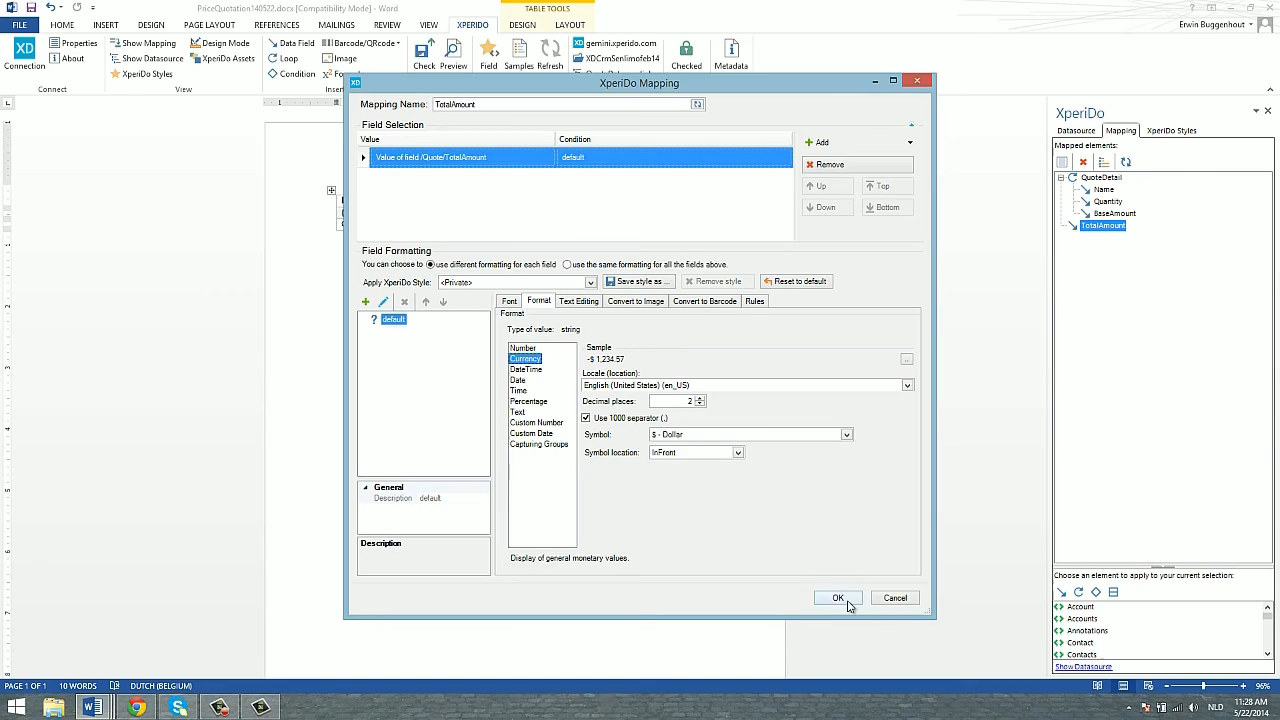 PriceQuotation140522.docx [Compatibility Mode] - Word
TABLE TOOLS
FILE HOME INSERT DESIGN PAGE LAYOUT REFERENCES MAILINGS REVIEW VIEW XPERIDO DESIGN LAYOUT
Erwin Buggenhout
Properties Show Mapping Design Mode Data Field Barcode/QRcode gemini.xperido.com
About Show Datasource XperiDo Assets Loop Image XDCrmSenlimofeb14
XperiDo Styles Condition
Connection Check Preview Field Samples Refresh Checked Metadata
Connect View
XperiDo Mapping
Mapping Name: TotalAmount
Field Selection
Value Condition
Value of field /Quote/TotalAmount default
Add
Remove
Up Top
Down Bottom
Field Formatting
You can choose to use different formatting for each field use the same formatting for all the fields above.
Apply XperiDo Style: <Private> Save style as ... Remove style Reset to default
Font Format Text Editing Convert to Image Convert to Barcode Rules
? default
Format
Type of value: string
Number
Currency
DateTime
Date
Time
Percentage
Text
Custom Number
Custom Date
Capturing Groups
Sample
-$ 1,234.57
...
Locale (location):
English (United States) (en_US)
Decimal places: 2
Use 1000 separator (,)
Symbol: $ - Dollar
Symbol location: InFront
General
Description default
Description
Display of general monetary values.
OK Cancel
XperiDo
Datasource Mapping XperiDo Styles
Mapped elements:
QuoteDetail
Name
Quantity
BaseAmount
TotalAmount
Choose an element to apply to your current selection:
Account
Accounts
Annotations
Contact
Contacts
Show Datasource
PAGE 1 OF 1 10 WORDS DUTCH (BELGIUM) 96%
NLD
11:28 AM
5/22/2014